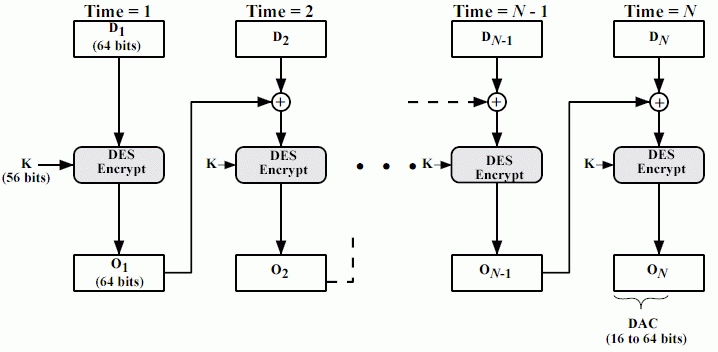 Time = 1
Time = 2
Time = N - 1
Time = N
D1
(64 bits)
D2
DN-1
DN
+
+
+
K
(56 bits)
DES
Encrypt
K
DES
Encrypt
• • •
K
DES
Encrypt
K
DES
Encrypt
O1
(64 bits)
O2
ON-1
ON
DAC
(16 to 64 bits)